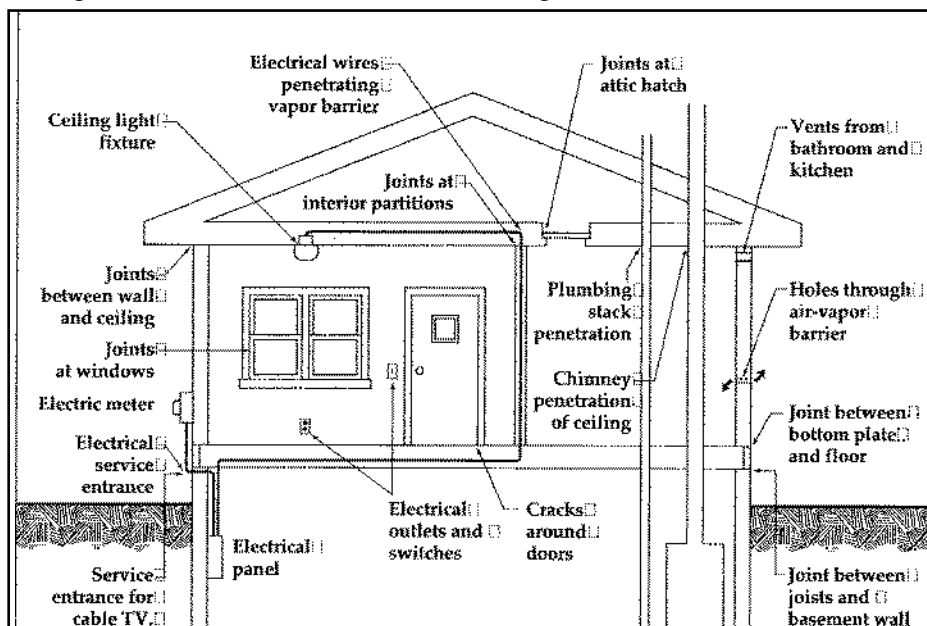 Electrical wires
penetrating
vapor barrier
Joints at
attic hatch
Ceiling light
fixture
Vents from
bathroom and
kitchen
Joints at
interior partitions
Joints
between wall
and ceiling
Plumbing
stack
penetration
Holes through
air-vapor
barrier
Joints
at windows
Chimney
penetration
of ceiling
Electric meter
Joint between
bottom plate
and floor
Electrical
service
entrance
Electrical
outlets and
switches
Cracks
around
doors
Electrical
panel
Service
entrance for
cable TV,
Joint between
joists and
basement wall